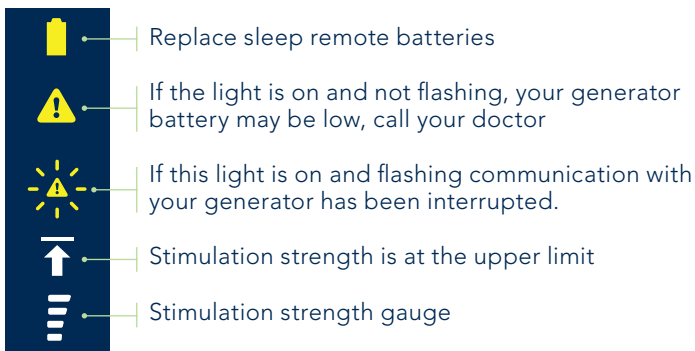 Replace sleep remote batteries
If the light is on and not flashing, your generator
battery may be low, call your doctor
If this light is on and flashing communication with
your generator has been interrupted.
Stimulation strength is at the upper limit
Stimulation strength gauge